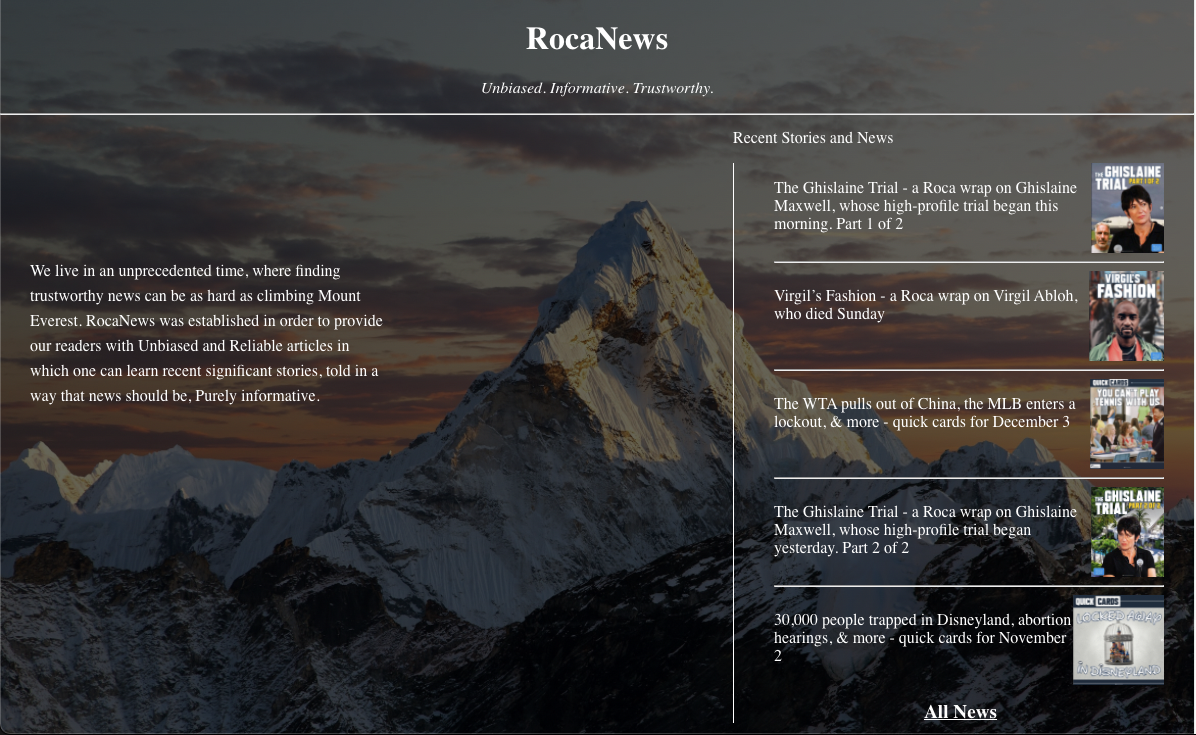 RocaNews
Unbiased. Informative. Trustworthy.
We live in an unprecedented time, where finding
trustworthy news can be as hard as climbing Mount
Everest. RocaNews was established in order to provide
our readers with Unbiased and Reliable articles in
which one can learn recent significant stories, told in a
way that news should be, Purely informative.
Recent Stories and News
The Ghislaine Trial - a Roca wrap on Ghislaine
Maxwell, whose high-profile trial began this
morning. Part 1 of 2
THE GHISLAINE
TRIAL PART 1 OF 2
Virgil’s Fashion - a Roca wrap on Virgil Abloh,
who died Sunday
VIRGIL'S
FASHION
The WTA pulls out of China, the MLB enters a
lockout, & more - quick cards for December 3
QUICK CARDS
YOU CAN'T PLAY
TENNIS WITH US
The Ghislaine Trial - a Roca wrap on Ghislaine
Maxwell, whose high-profile trial began
yesterday. Part 2 of 2
THE GHISLAINE
TRIAL PART 2 OF 2
30,000 people trapped in Disneyland, abortion
hearings, & more - quick cards for November
2
QUICK CARDS
LOCKED AWAY
IN DISNEYLAND
All News